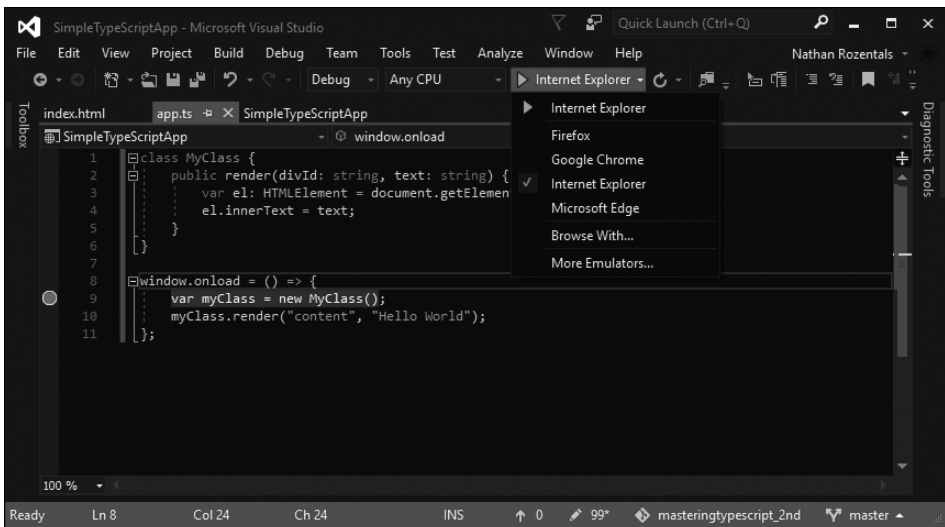 SimpleTypeScriptApp - Microsoft Visual Studio
Quick Launch (Ctrl+Q)
File Edit View Project Build Debug Team Tools Test Analyze Window Help
Nathan Rozentals
Debug Any CPU Internet Explorer
Toolbox
index.html app.ts SimpleTypeScriptApp
SimpleTypeScriptApp window.onload
1 class MyClass {
2 public render(divId: string, text: string) {
3 var el: HTMLElement = document.getElemen
4 el.innerText = text;
5 }
6 }
7
8 window.onload = () => {
9 var myClass = new MyClass();
10 myClass.render("content", "Hello World");
11 };
Internet Explorer
Firefox
Google Chrome
Internet Explorer
Microsoft Edge
Browse With...
More Emulators...
Diagnostic Tools
100 %
Ready Ln 8 Col 24 Ch 24 INS 0 99* masteringtypescript_2nd master